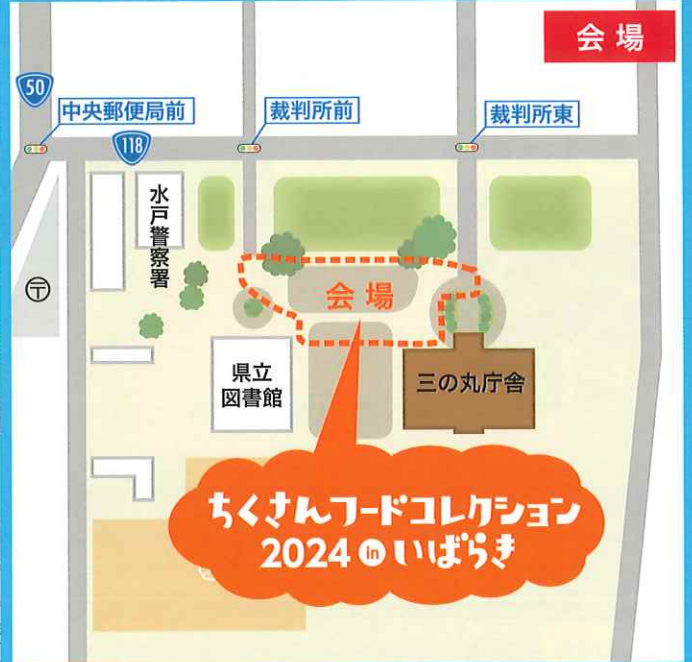 会場
50
中央郵便局前
裁判所前
裁判所東
118
水戸警察署
〒
会場
県立
図書館
三の丸庁舎
ちくさんフードコレクション
2024 in いばらき